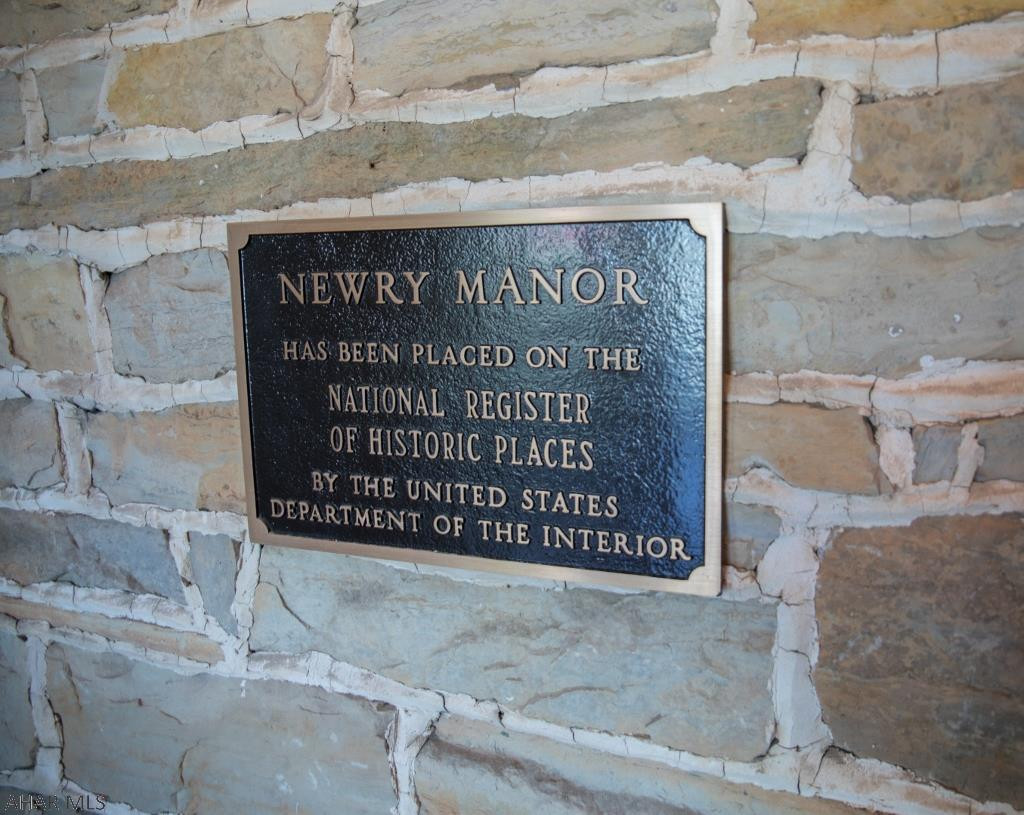 NEWRY MANOR
HAS BEEN PLACED ON THE
NATIONAL REGISTER
OF HISTORIC PLACES
BY THE UNITED STATES
DEPARTMENT OF THE INTERIOR
AHAR MLS